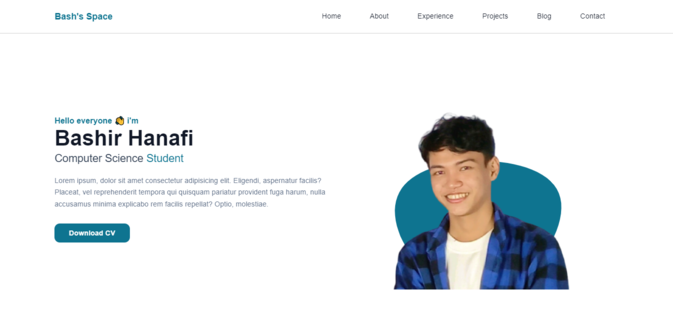 Bash's Space Home About Experience Projects Blog Contact
Hello everyone 👋 i'm
Bashir Hanafi
Computer Science Student
Lorem ipsum, dolor sit amet consectetur adipisicing elit. Eligendi, aspernatur facilis?
Placeat, vel reprehenderit tempora qui quisquam pariatur provident fuga harum, nulla
accusamus minima explicabo rem facilis repellat? Optio, molestiae.
Download CV